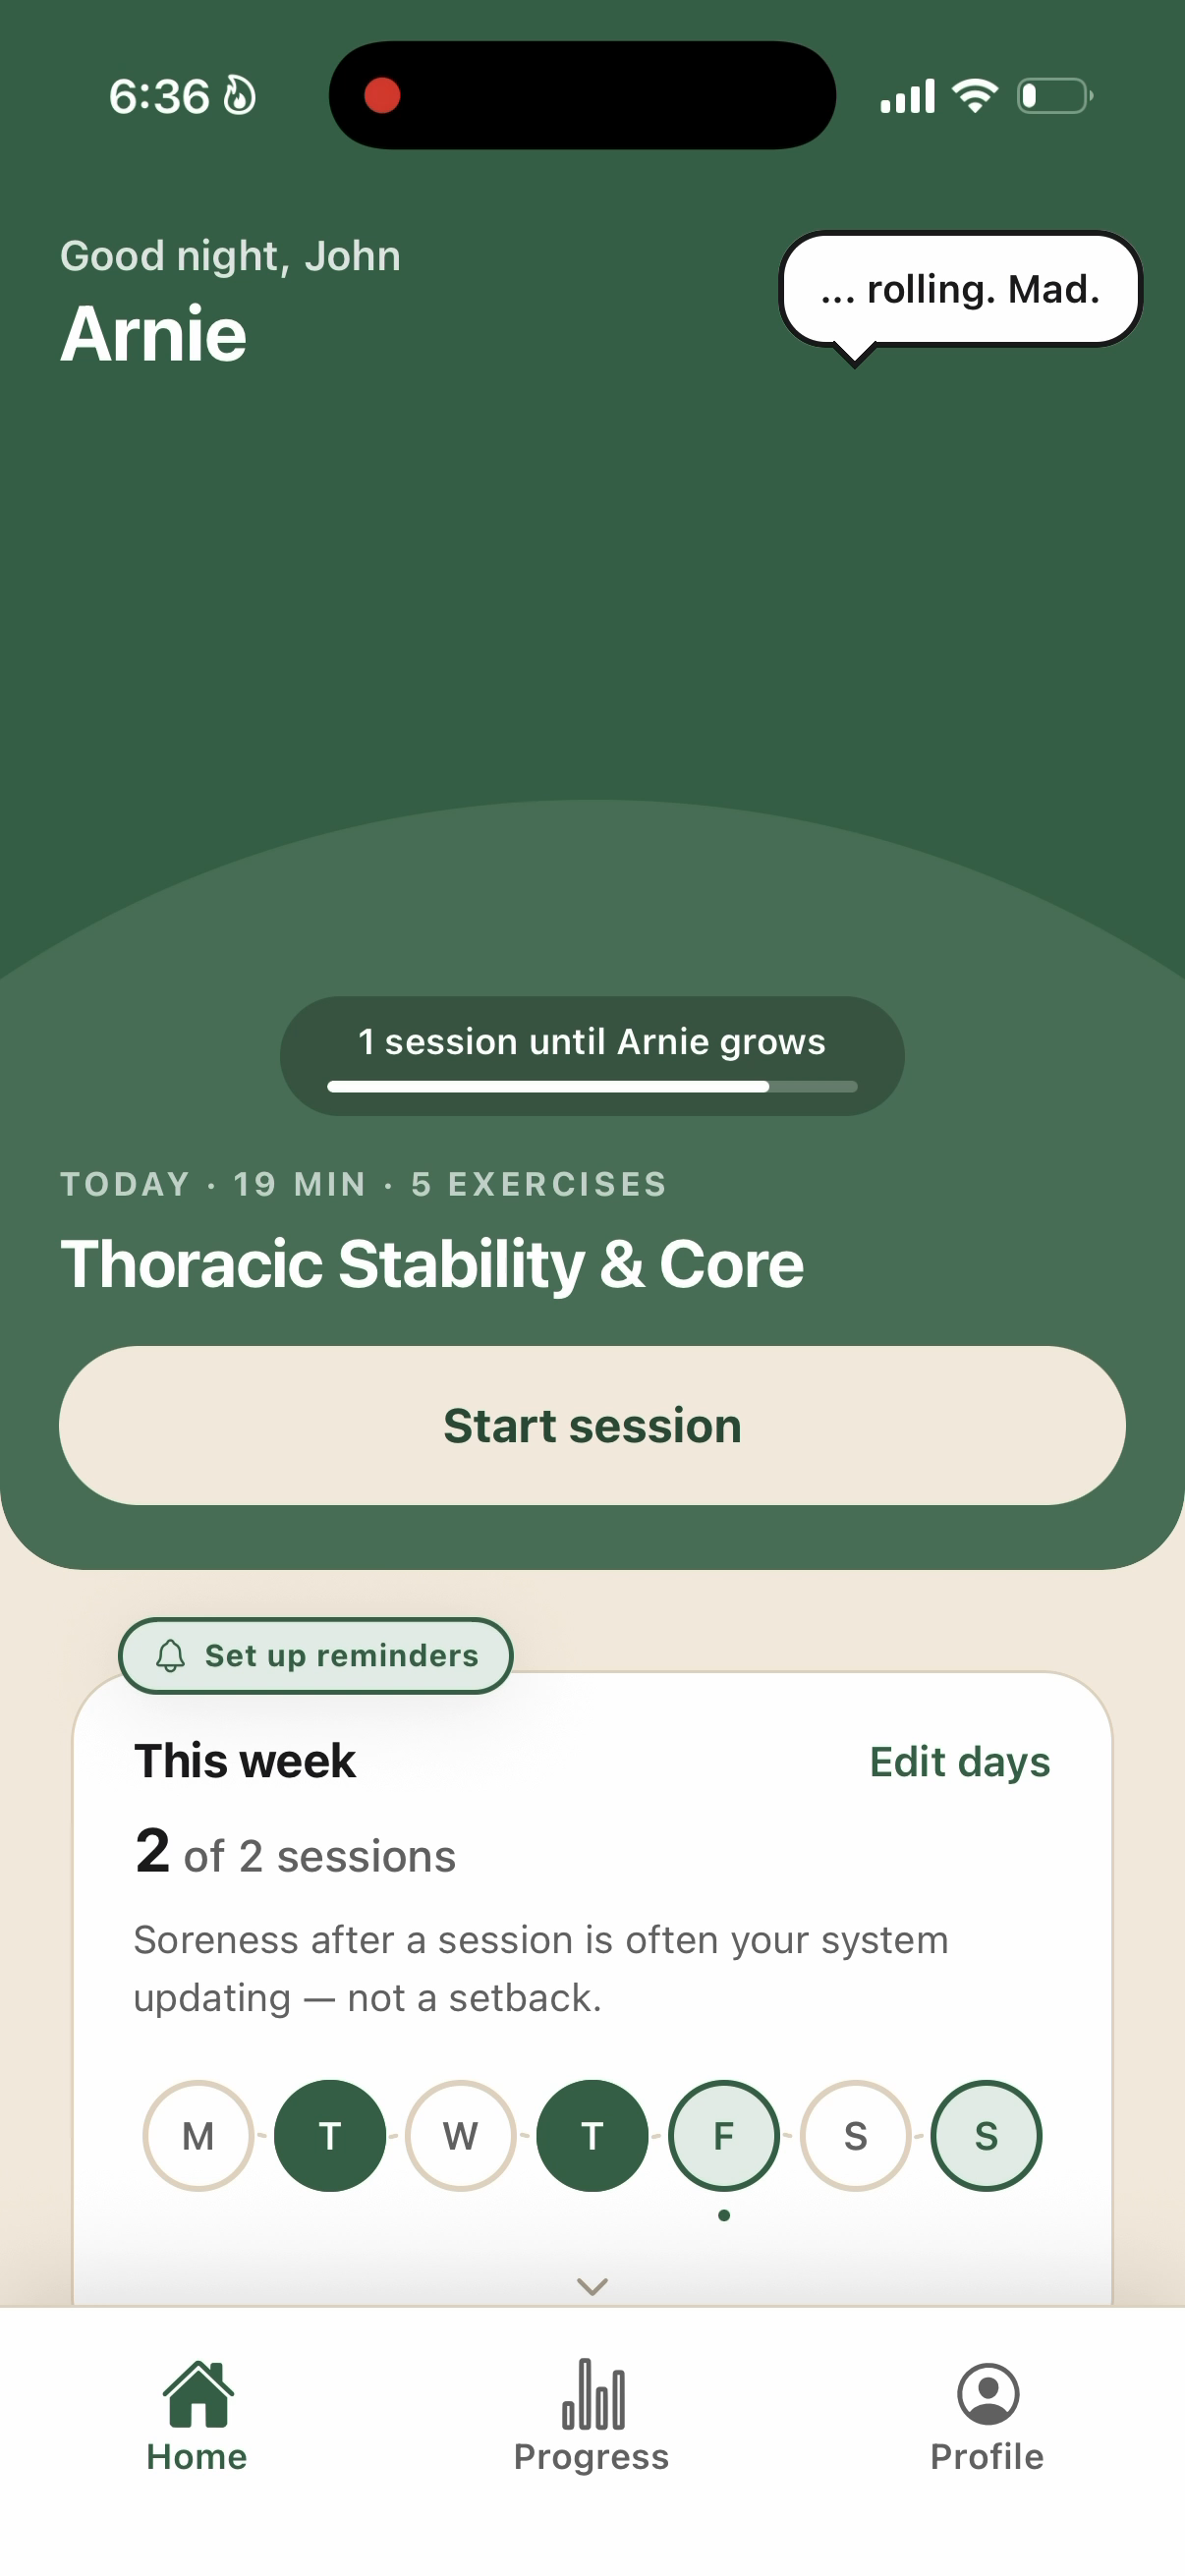 6:36
Good night, John
Arnie
... rolling. Mad.
1 session until Arnie grows
TODAY · 19 MIN · 5 EXERCISES
Thoracic Stability & Core
Start session
Set up reminders
This week
Edit days
2 of 2 sessions
Soreness after a session is often your system
updating — not a setback.
M T W T F S S
Home Progress Profile